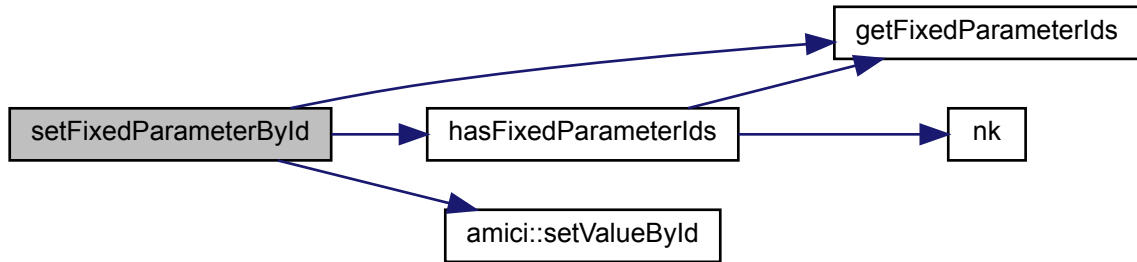 getFixedParameterIds
setFixedParameterById
hasFixedParameterIds
nk
amici::setValueById